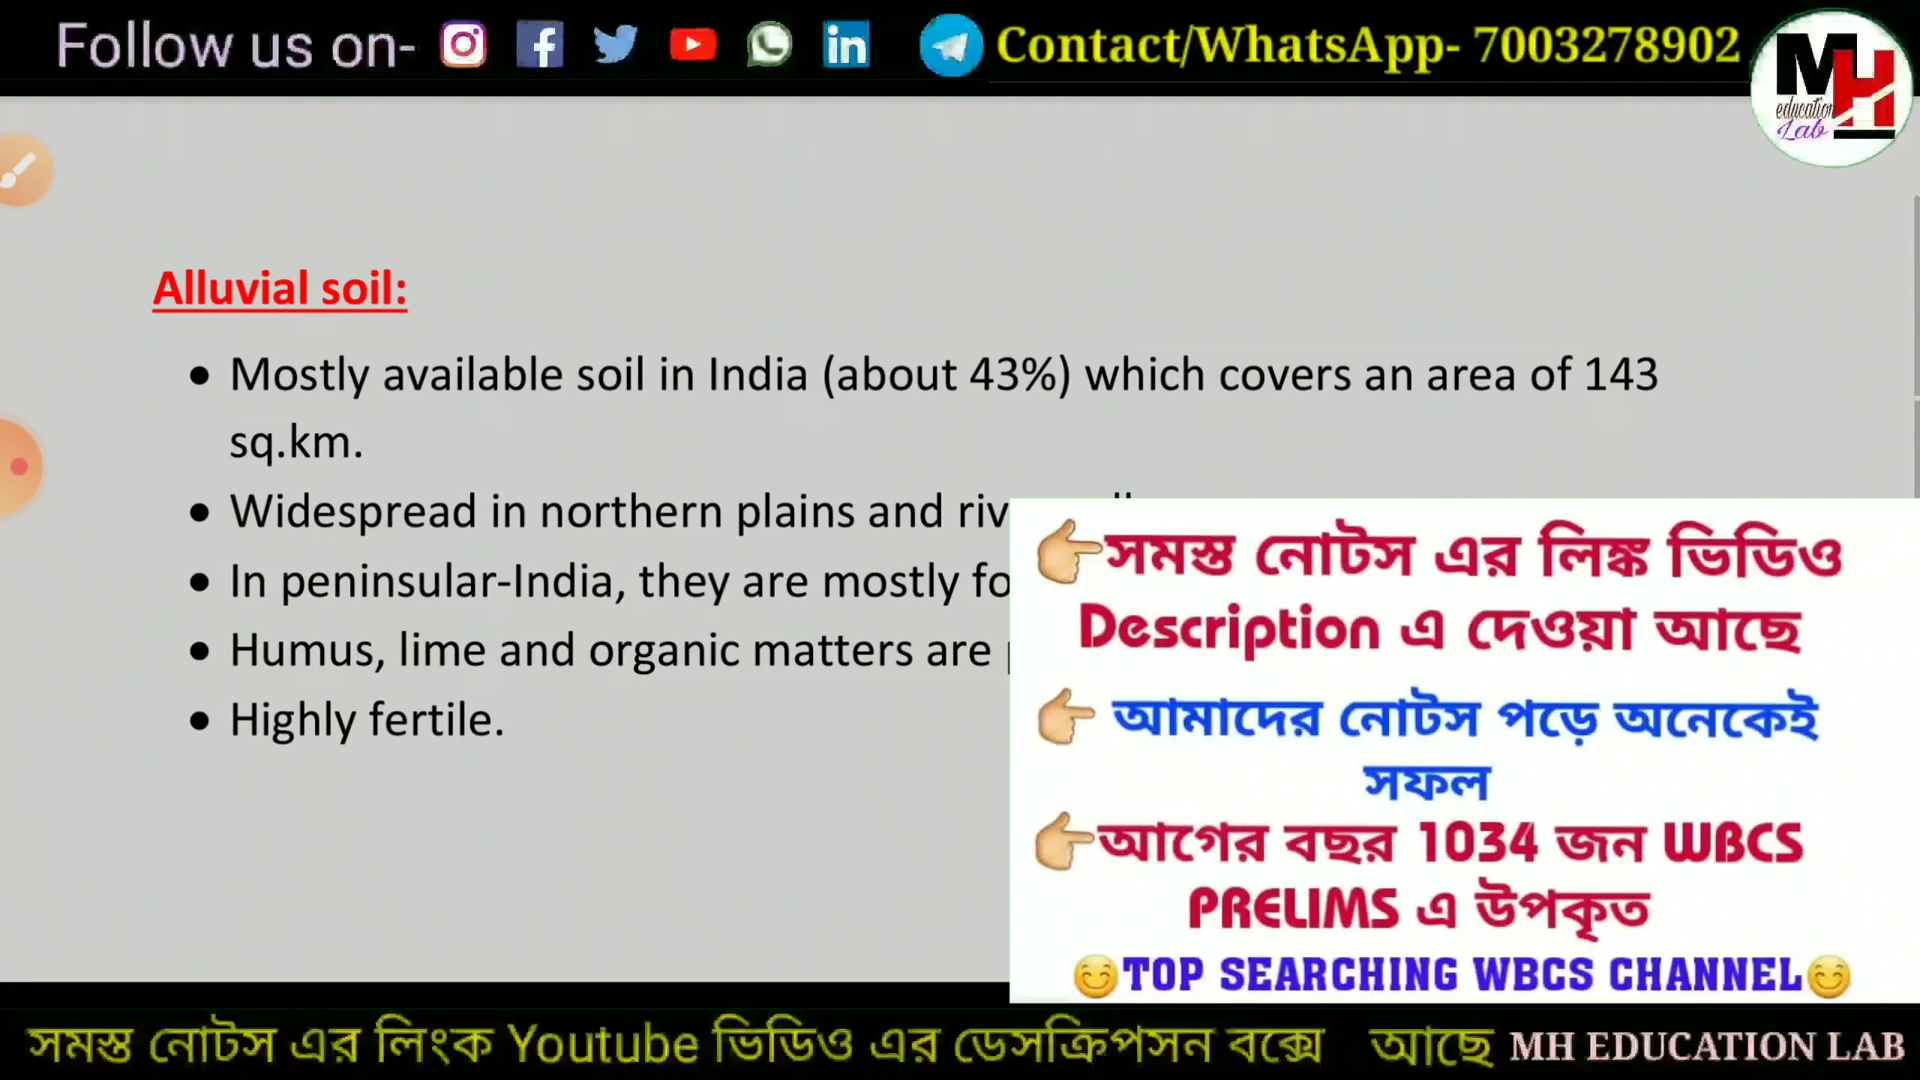 Follow us on- Contact/WhatsApp- 7003278902
MH
education
Lab
Alluvial soil:
• Mostly available soil in India (about 43%) which covers an area of 143
sq.km.
• Widespread in northern plains and
• In peninsular-India, they are mostly
• Humus, lime and organic matters are
• Highly fertile.
👉সমস্ত নোটস এর লিঙ্ক ভিডিও
Description এ দেওয়া আছে
👉 আমাদের নোটস পড়ে অনেকেই
সফল
👉আগের বছর 1034 জন WBCS
PRELIMS এ উপকৃত
😊TOP SEARCHING WBCS CHANNEL😊
সমস্ত নোটস এর লিংক Youtube ভিডিও এর ডেসক্রিপসন বক্সে আছে MH EDUCATION LAB